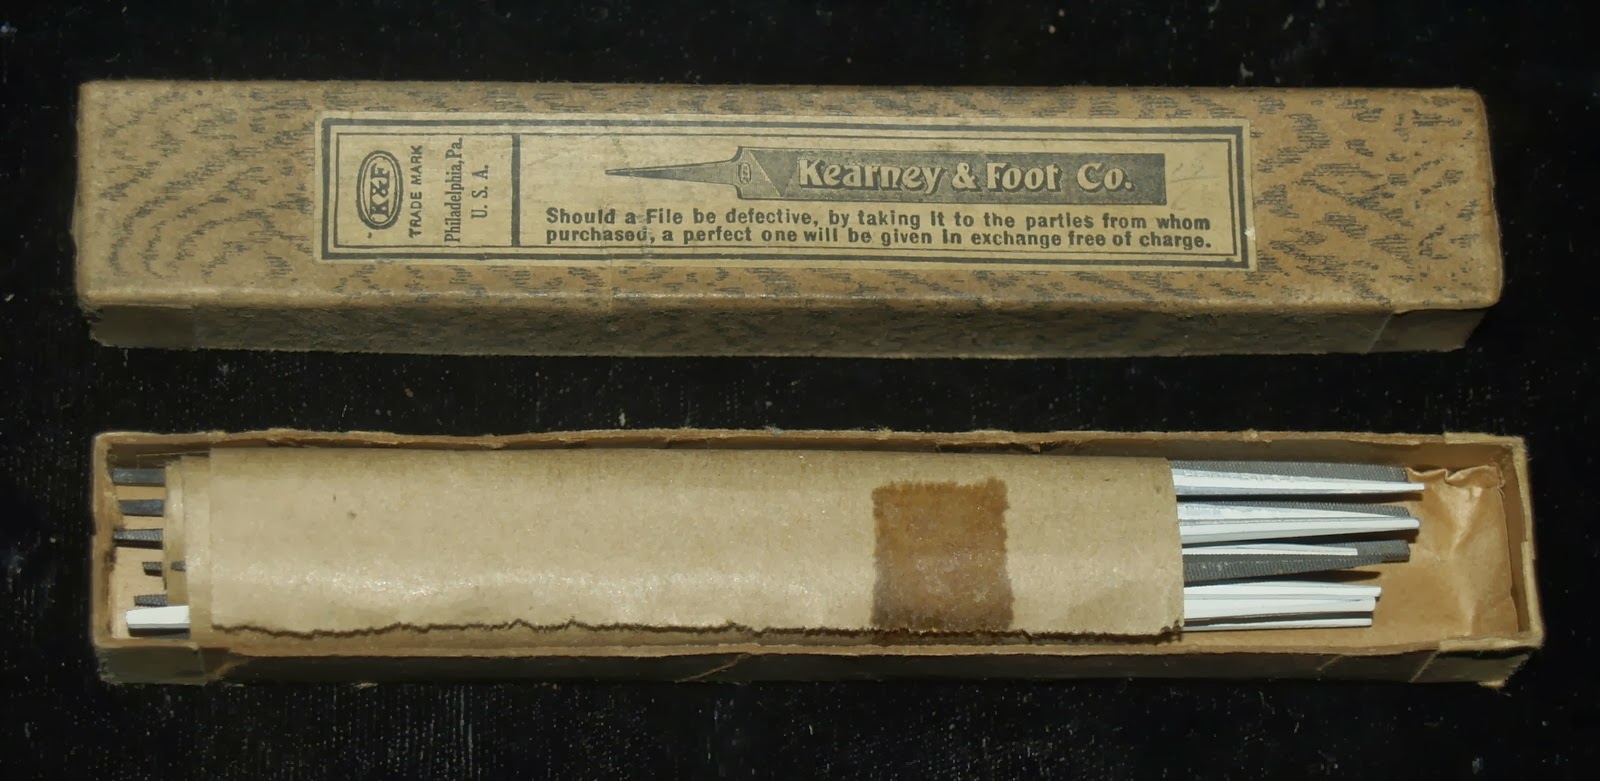 K&F
TRADE MARK
Philadelphia, Pa.
U. S. A.
Kearney & Foot Co.
Should a File be defective, by taking it to the parties from whom
purchased, a perfect one will be given in exchange free of charge.